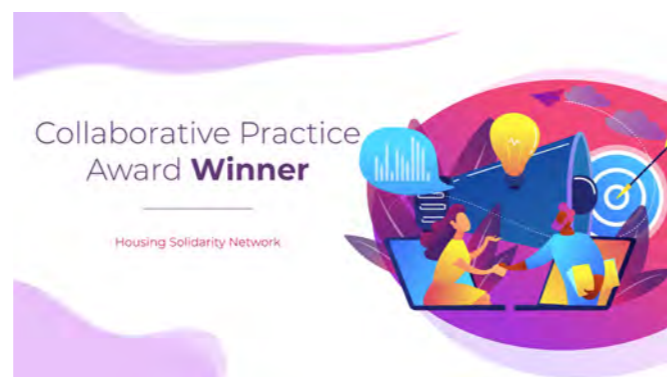 Collaborative Practice
Award Winner
Housing Solidarity Network